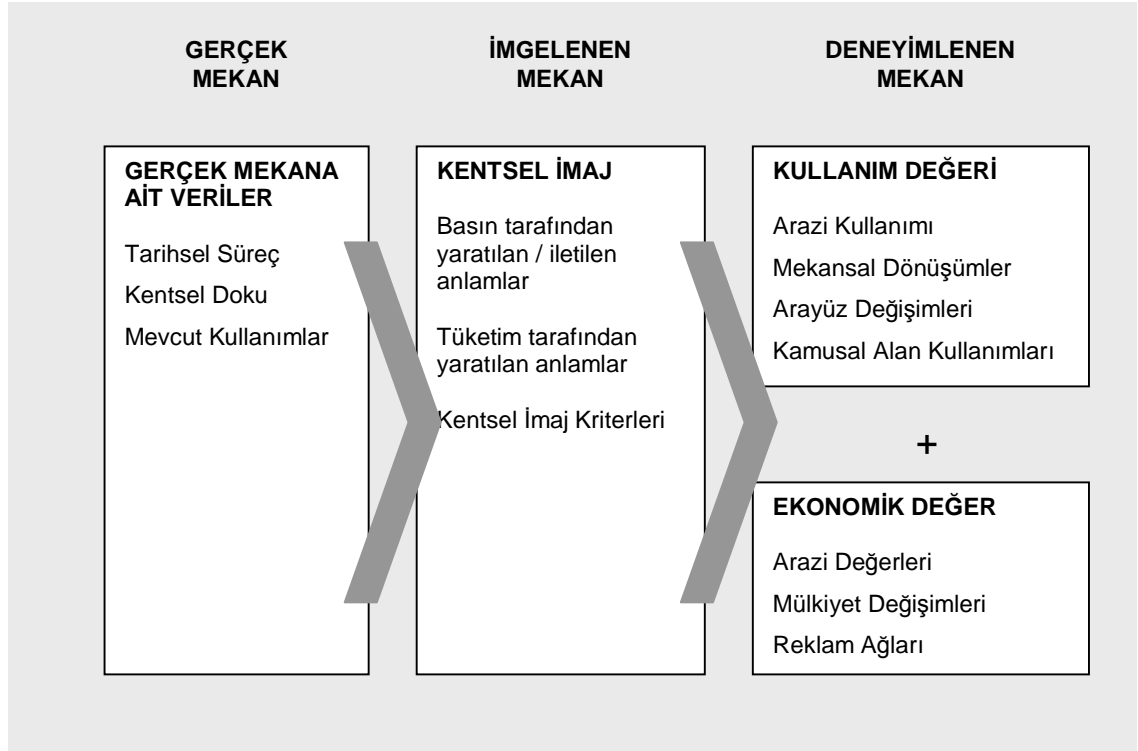 GERÇEK
MEKAN
İMGELENEN
MEKAN
DENEYİMLENEN
MEKAN
GERÇEK MEKANA
AİT VERİLER
Tarihsel Süreç
Kentsel Doku
Mevcut Kullanımlar
KENTSEL İMAJ
Basın tarafından
yaratılan / iletilen
anlamlar
Tüketim tarafından
yaratılan anlamlar
Kentsel İmaj Kriterleri
KULLANIM DEĞERİ
Arazi Kullanımı
Mekansal Dönüşümler
Arayüz Değişimleri
Kamusal Alan Kullanımları
+
EKONOMİK DEĞER
Arazi Değerleri
Mülkiyet Değişimleri
Reklam Ağları